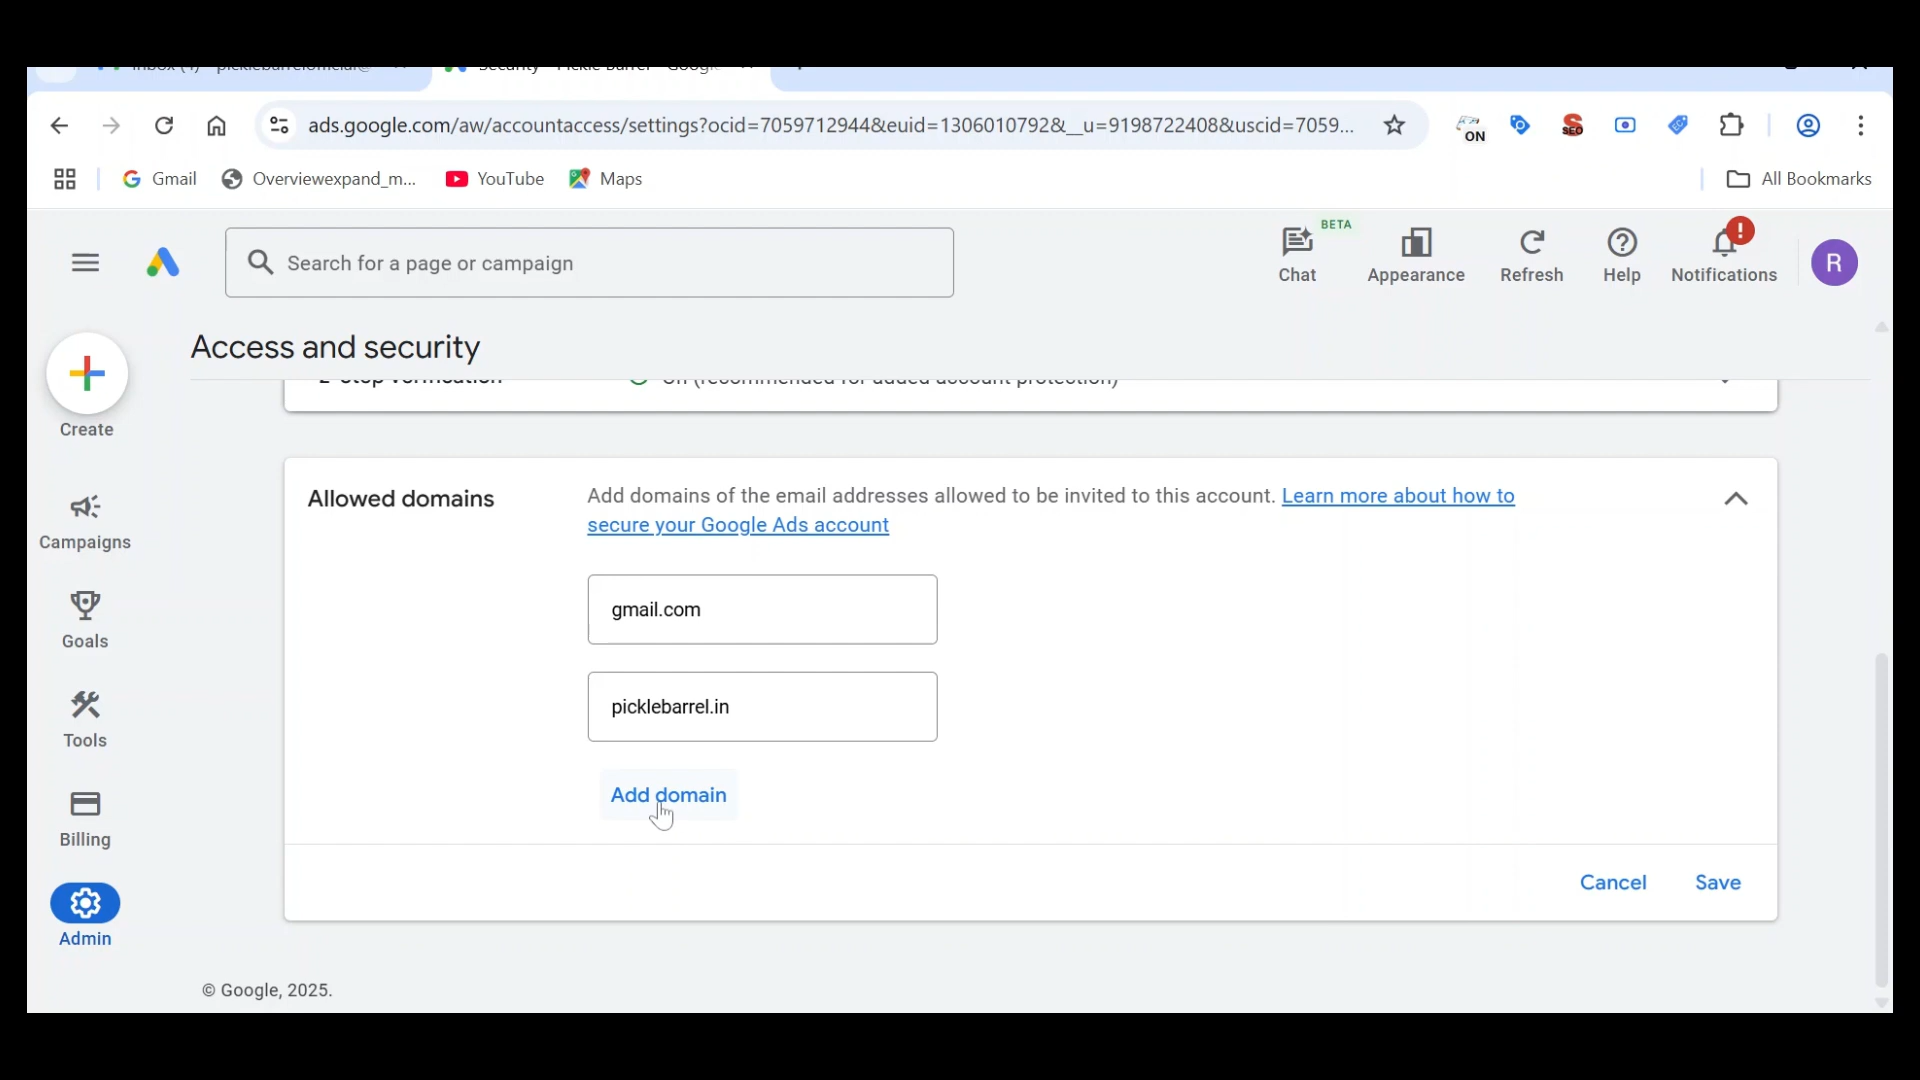 ads.google.com/aw/accountaccess/settings?ocid=7059712944&euid=1306010792&__u=9198722408&uscid=7059...
SEO
ON
Gmail
Overviewexpand_m...
YouTube
Maps
All Bookmarks
Search for a page or campaign
BETA
Chat
Appearance
Refresh
Help
!
Notifications
R
Access and security
Create
2-Step Verification
On (recommended for added account protection)
Campaigns
Goals
Tools
Billing
Admin
Allowed domains
Add domains of the email addresses allowed to be invited to this account. Learn more about how to
secure your Google Ads account
gmail.com
picklebarrel.in
Add domain
Cancel
Save
© Google, 2025.